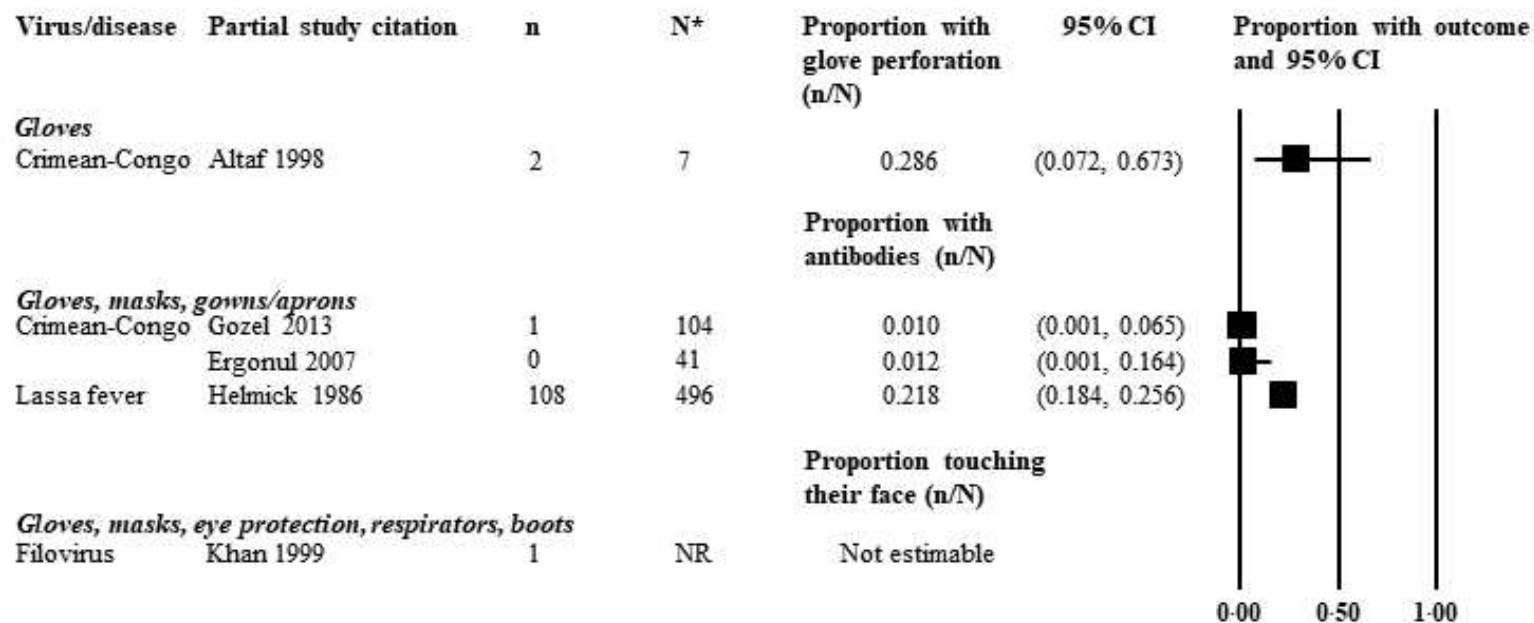 Virus/disease Partial study citation n N* Proportion with 95% CI Proportion with outcome
glove perforation and 95% CI
(n/N)
Gloves
Crimean-Congo Altaf 1998 2 7 0.286 (0.072, 0.673)
Proportion with
antibodies (n/N)
Gloves, masks, gowns/aprons
Crimean-Congo Gozel 2013 1 104 0.010 (0.001, 0.065)
Ergonul 2007 0 41 0.012 (0.001, 0.164)
Lassa fever Helmick 1986 108 496 0.218 (0.184, 0.256)
Proportion touching
their face (n/N)
Gloves, masks, eye protection, respirators, boots
Filovirus Khan 1999 1 NR Not estimable
0·00 0·50 1·00